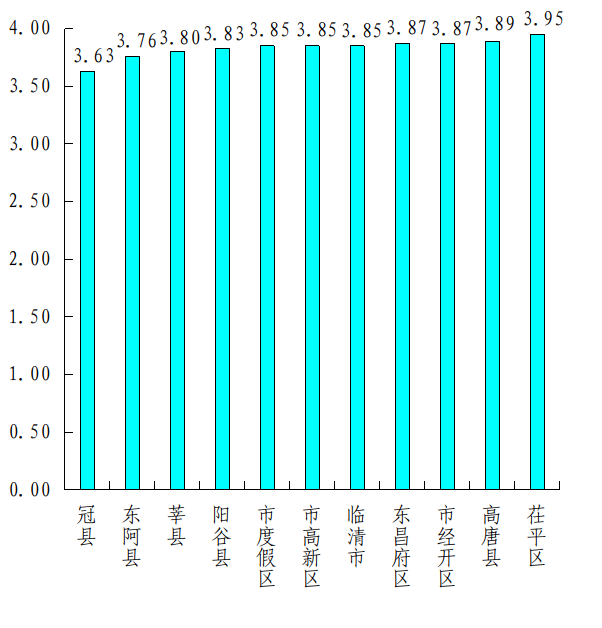 4.00
3.50
3.00
2.50
2.00
1.50
1.00
0.50
0.00
3.63
3.76
3.80
3.83
3.85
3.85
3.85
3.87
3.87
3.89
3.95
冠县
东阿县
莘县
阳谷县
市度假区
市高新区
临清市
东昌府区
市经开区
高唐县
茌平区